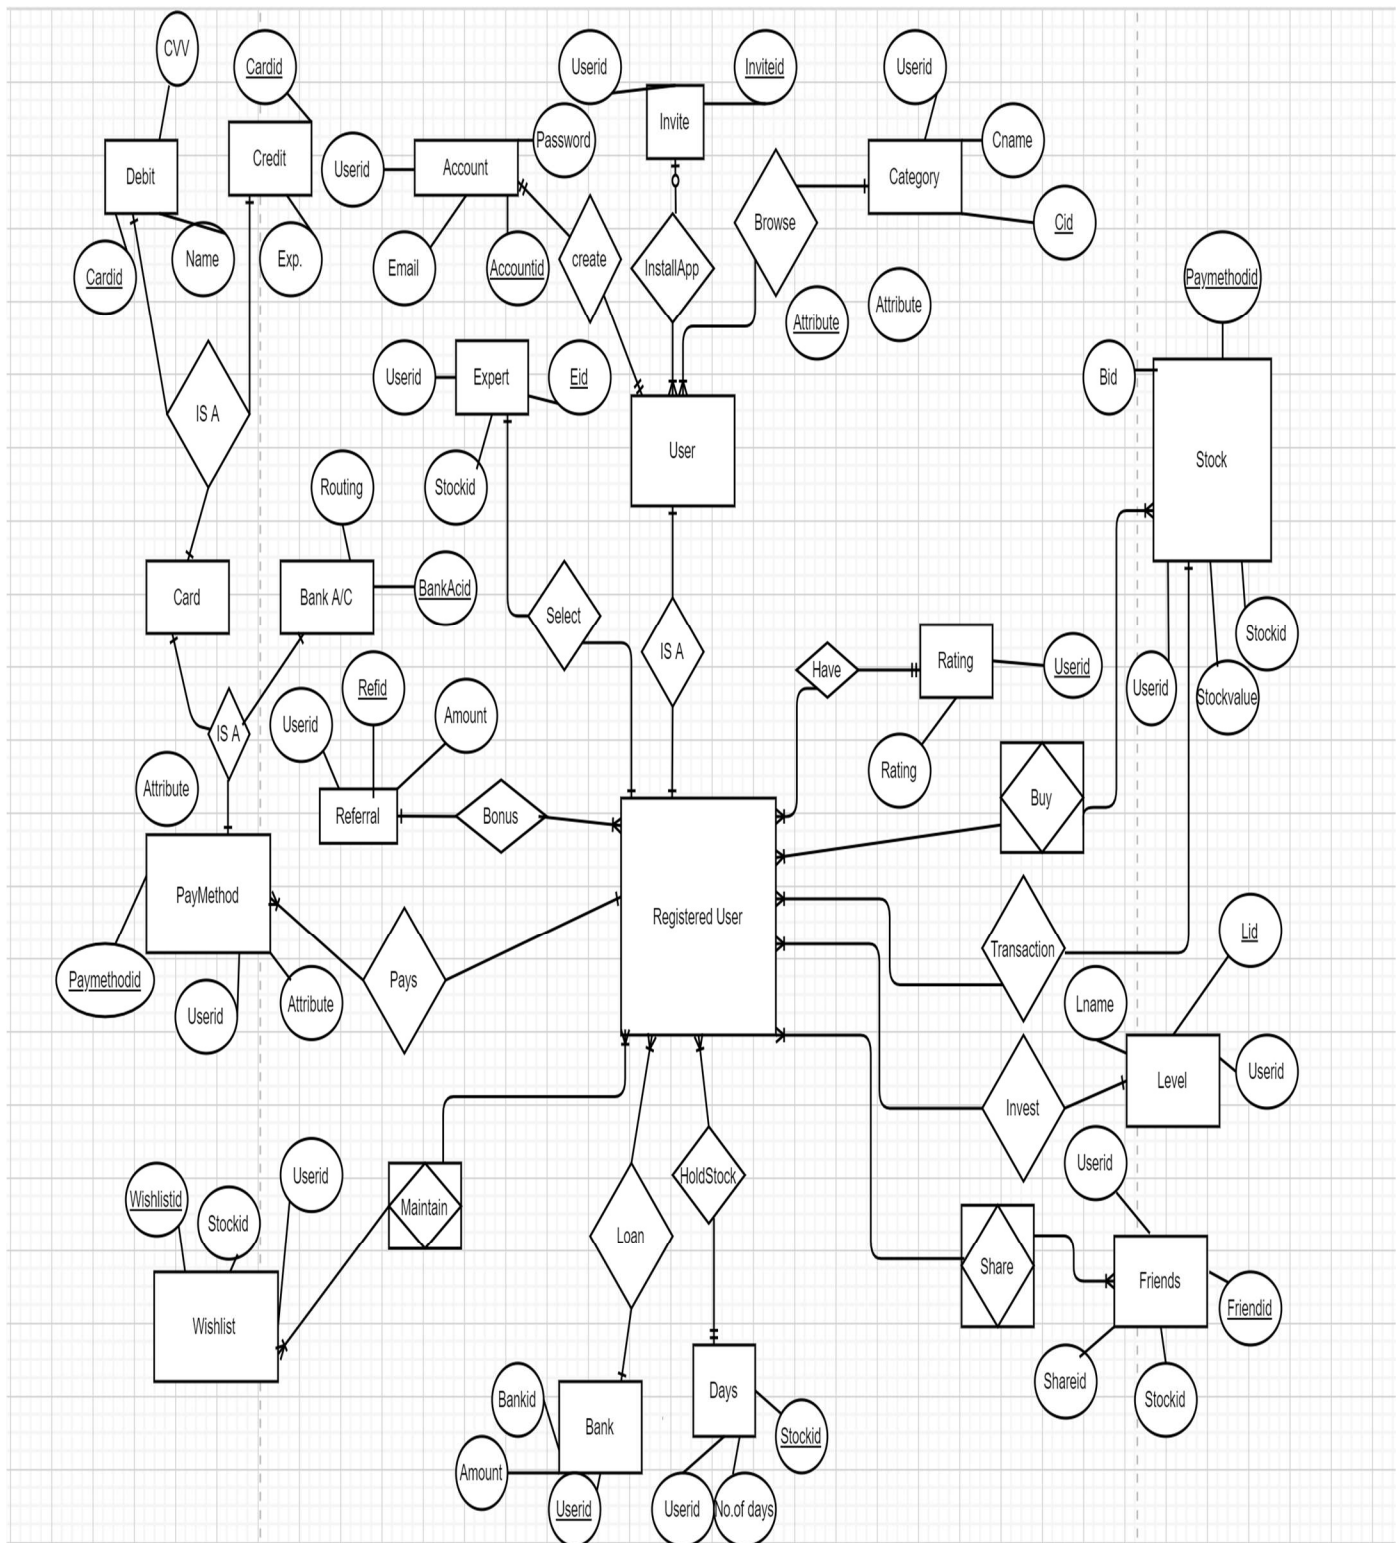 CVV
Cardid
Userid
Inviteid
Userid
Invite
Password
Cname
Debit
Credit
Userid
Account
Category
Browse
Cid
Cardid
Name
Exp.
Email
Accountid
create
InstallApp
Paymethodid
Attribute
Attribute
Userid
Expert
Eid
Bid
IS A
User
Stock
Routing
Stockid
Card
Bank A/C
BankAcid
Select
IS A
Have
Rating
Userid
Stockid
Userid
Stockvalue
IS A
Userid
Refid
Amount
Rating
Attribute
Referral
Bonus
Buy
PayMethod
Registered User
Lid
Paymethodid
Userid
Attribute
Pays
Transaction
Lname
Level
Userid
Invest
Wishlistid
Stockid
Userid
Maintain
HoldStock
Userid
Loan
Share
Friends
Friendid
Wishlist
Shareid
Stockid
Days
Bankid
Bank
Stockid
Amount
Userid
Userid
No.of days